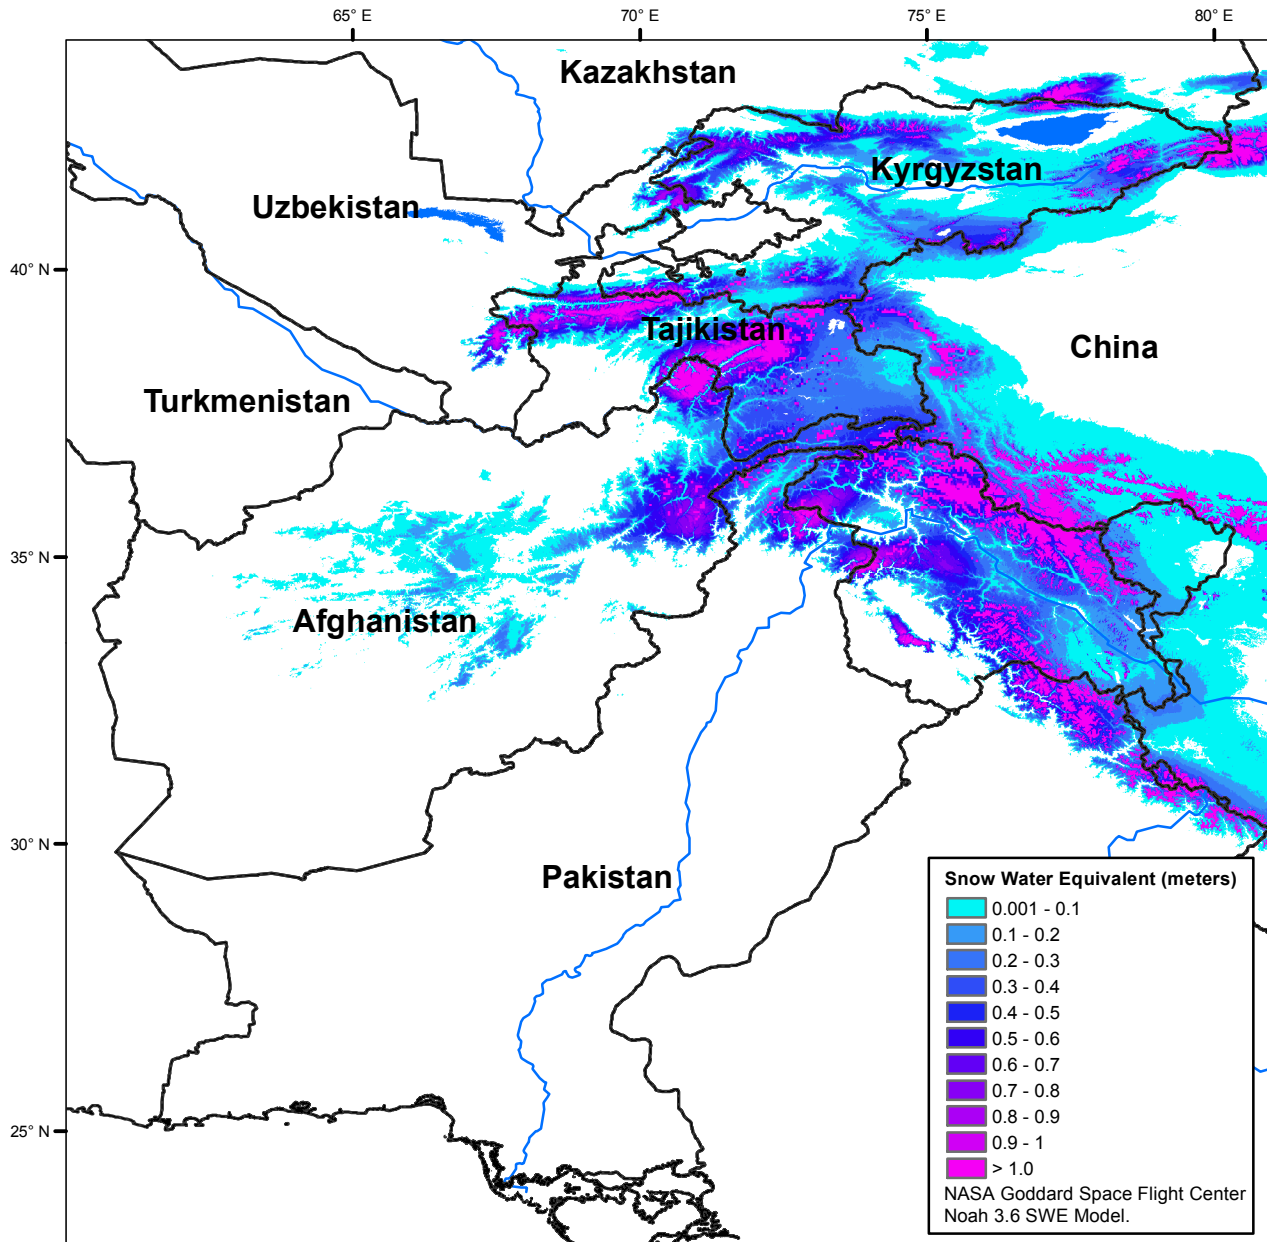 65° E
70° E
75° E
80° E
Kazakhstan
Kyrgyzstan
Uzbekistan
40° N
Tajikistan
China
Turkmenistan
35° N
Afghanistan
30° N
Pakistan
25° N
Snow Water Equivalent (meters)
0.001 - 0.1
0.1 - 0.2
0.2 - 0.3
0.3 - 0.4
0.4 - 0.5
0.5 - 0.6
0.6 - 0.7
0.7 - 0.8
0.8 - 0.9
0.9 - 1
> 1.0
NASA Goddard Space Flight Center
Noah 3.6 SWE Model.